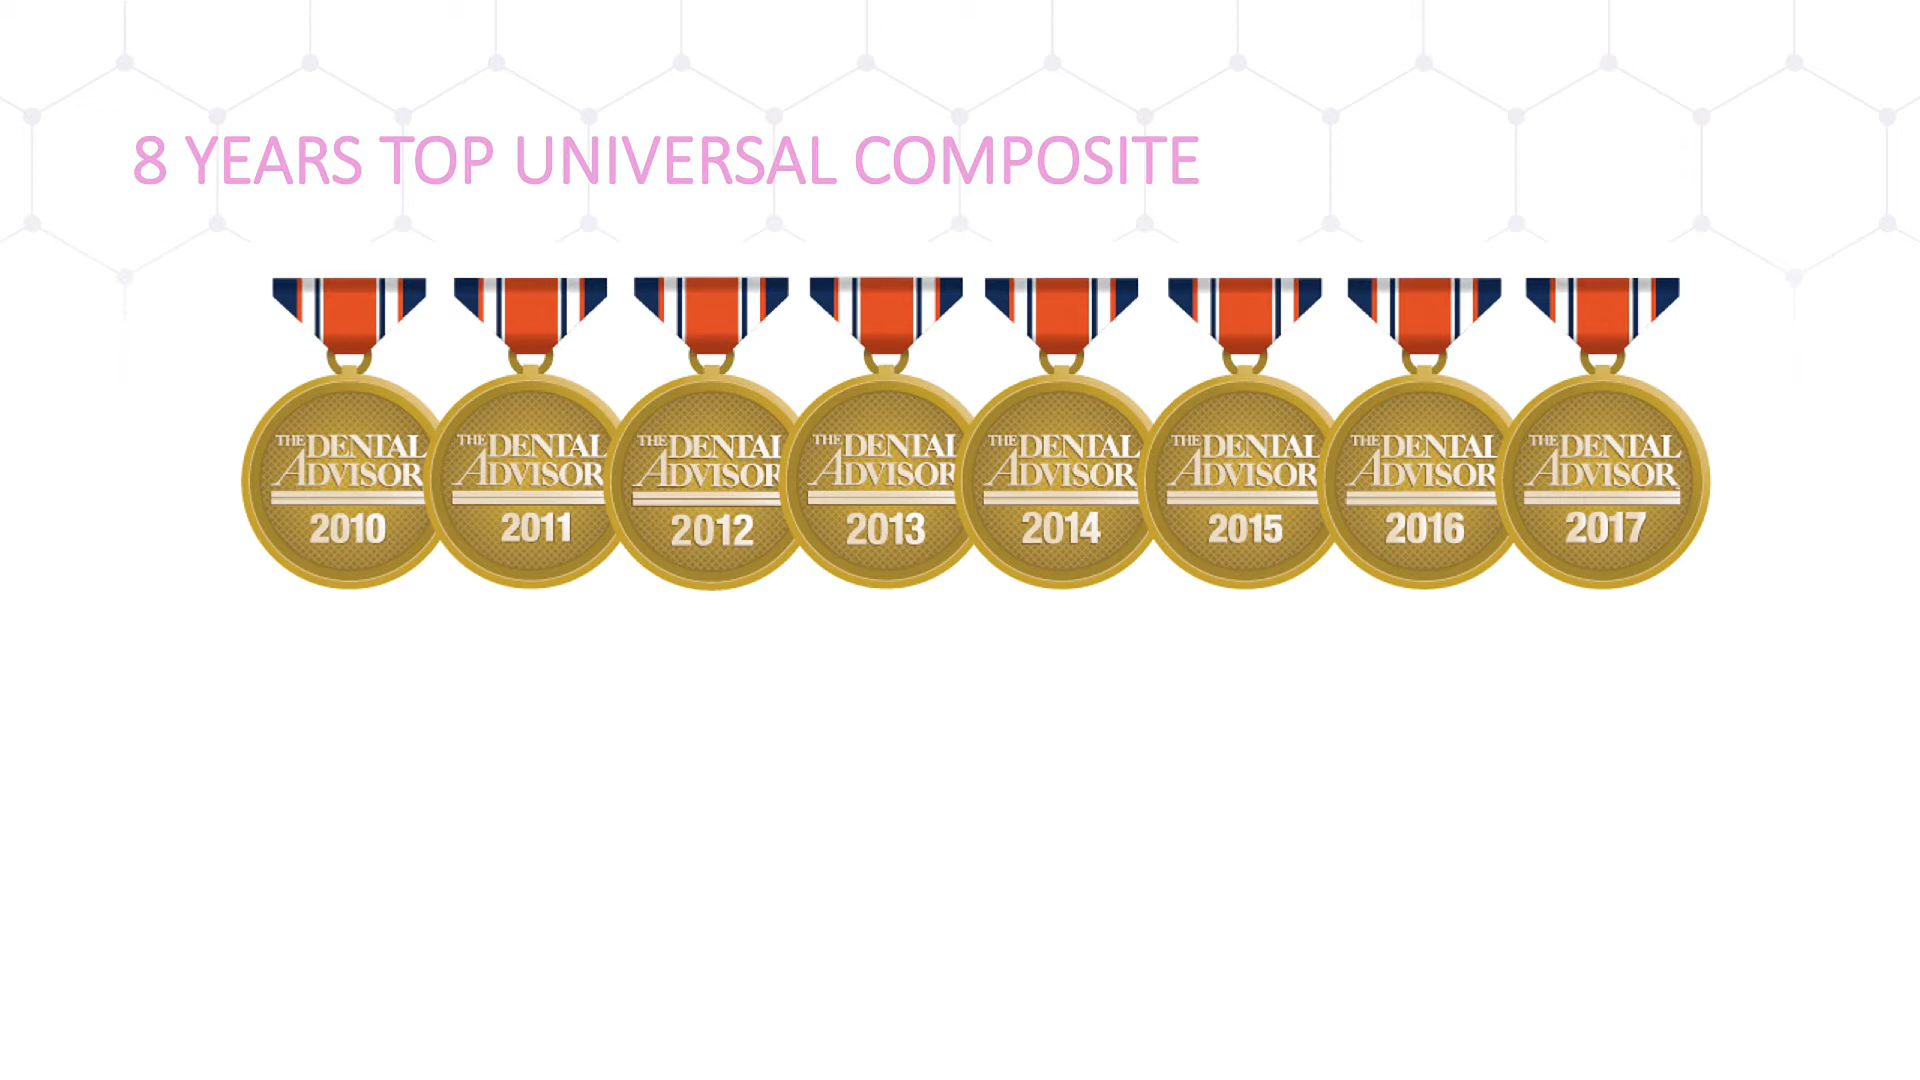 8 YEARS TOP UNIVERSAL COMPOSITE
THE DENTAL
ADVISOR
2010
THE DENTAL
ADVISOR
2011
THE DENTAL
ADVISOR
2012
THE DENTAL
ADVISOR
2013
THE DENTAL
ADVISOR
2014
THE DENTAL
ADVISOR
2015
THE DENTAL
ADVISOR
2016
THE DENTAL
ADVISOR
2017